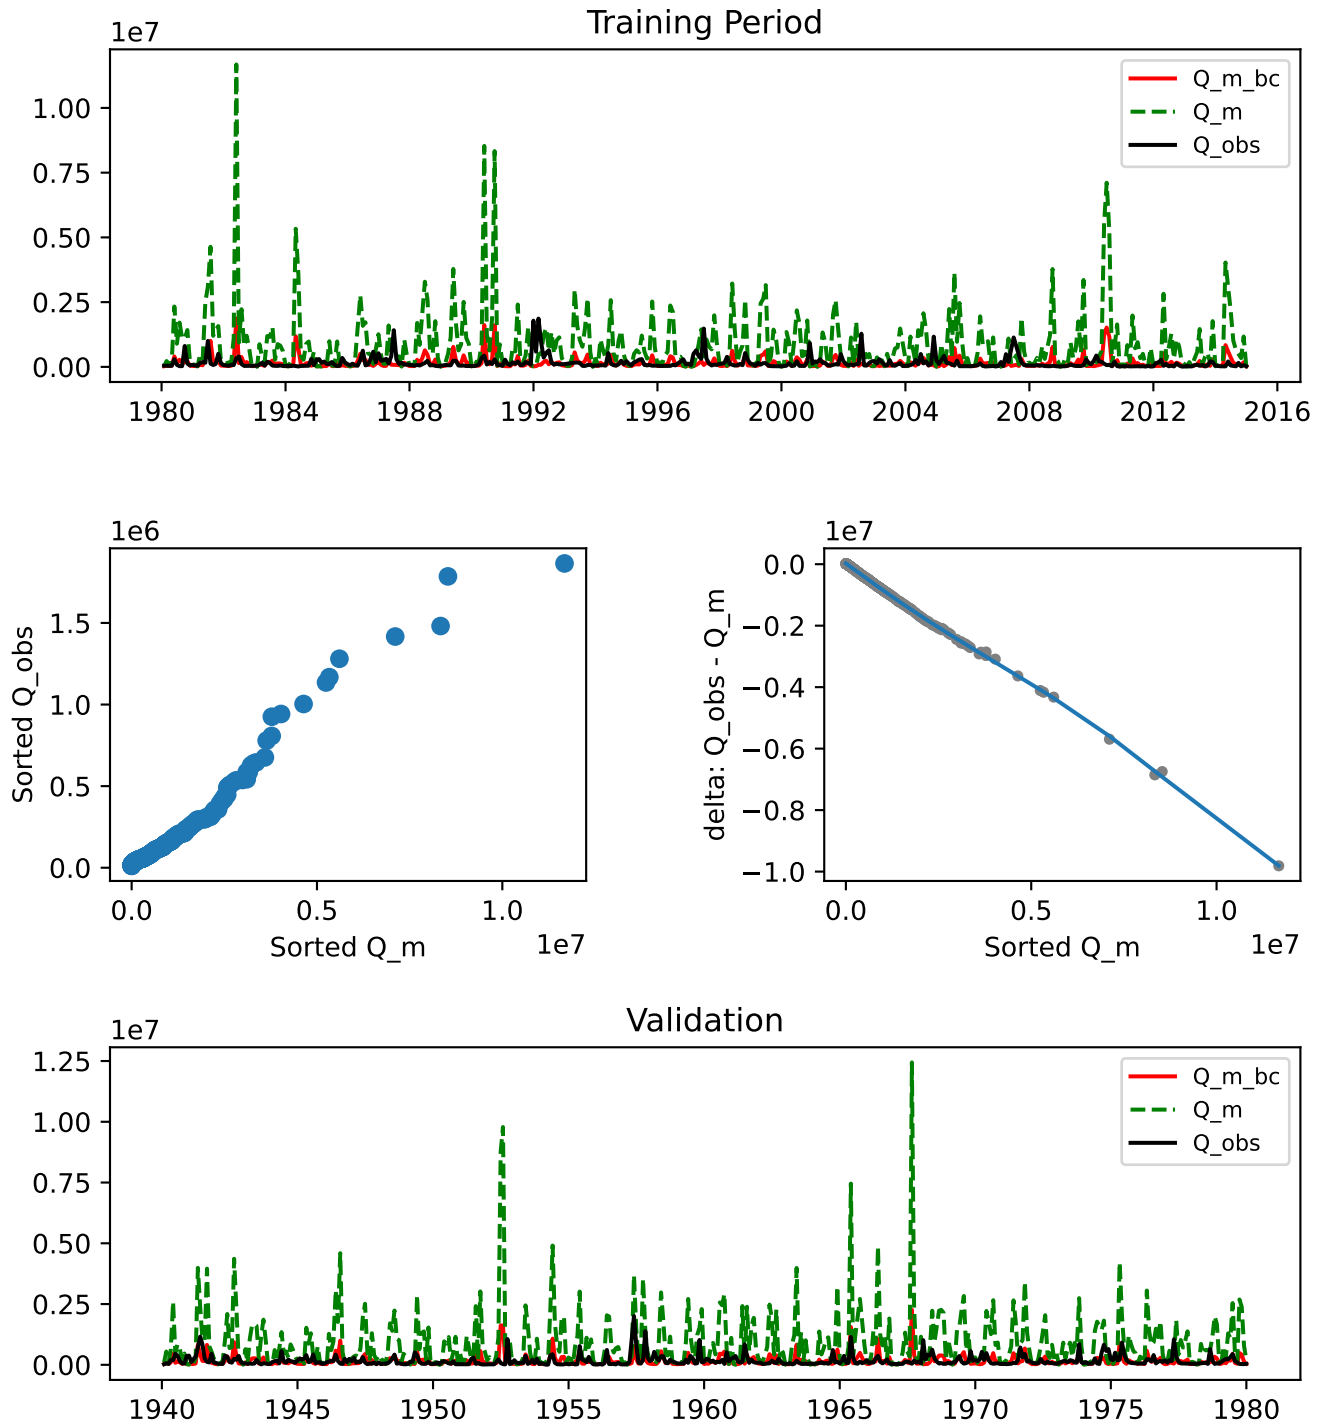 Training Period
1e7
1.00
0.75
0.50
0.25
0.00
Q_m_bc
Q_m
Q_obs
1980 1984 1988 1992 1996 2000 2004 2008 2012 2016
1e6
Sorted Q_obs
1.5
1.0
0.5
0.0
0.0 0.5 1.0
Sorted Q_m
1e7
1e7
delta: Q_obs - Q_m
0.0
−0.2
−0.4
−0.6
−0.8
−1.0
0.0 0.5 1.0
Sorted Q_m
1e7
Validation
1e7
12.5
1.00
0.75
0.50
0.25
0.00
Q_m_bc
Q_m
Q_obs
1940 1945 1950 1955 1960 1965 1970 1975 1980